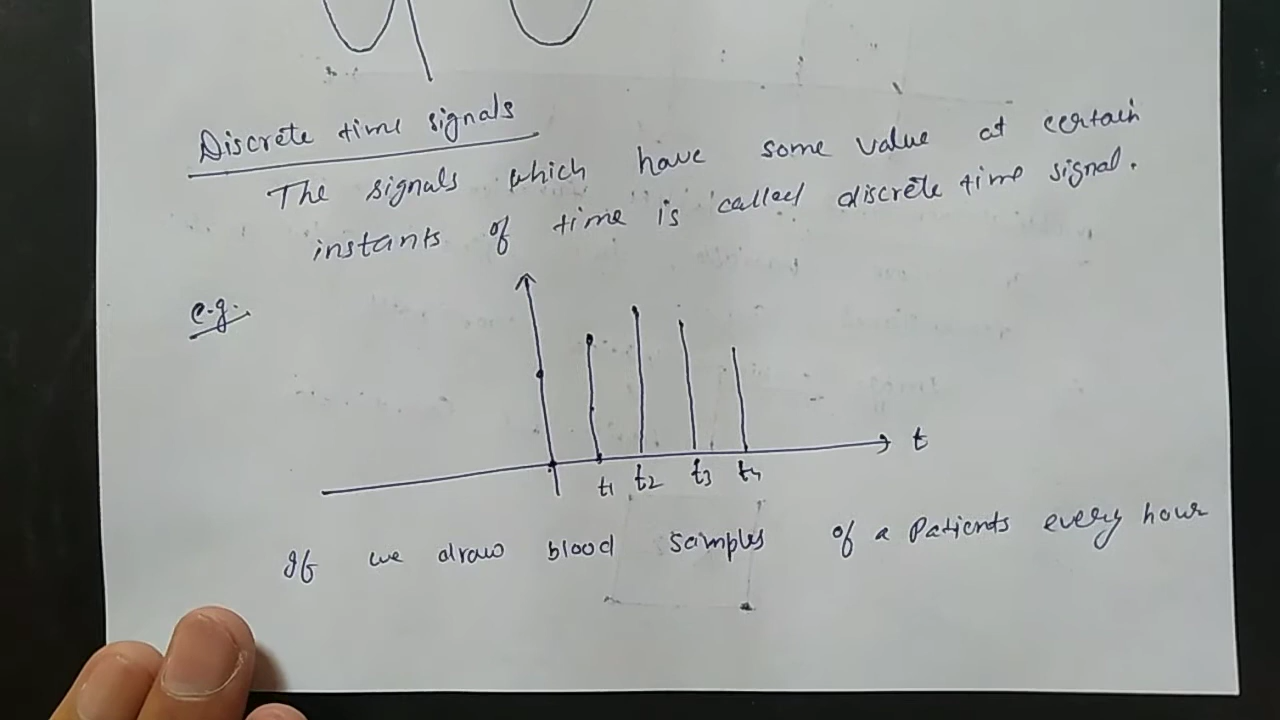 Discrete time signals
The signals which have some value at certain
instants of time is called discrete time signal.
e.g.
t
t1 t2 t3 t4
If we draw blood samples of a Patients every hour